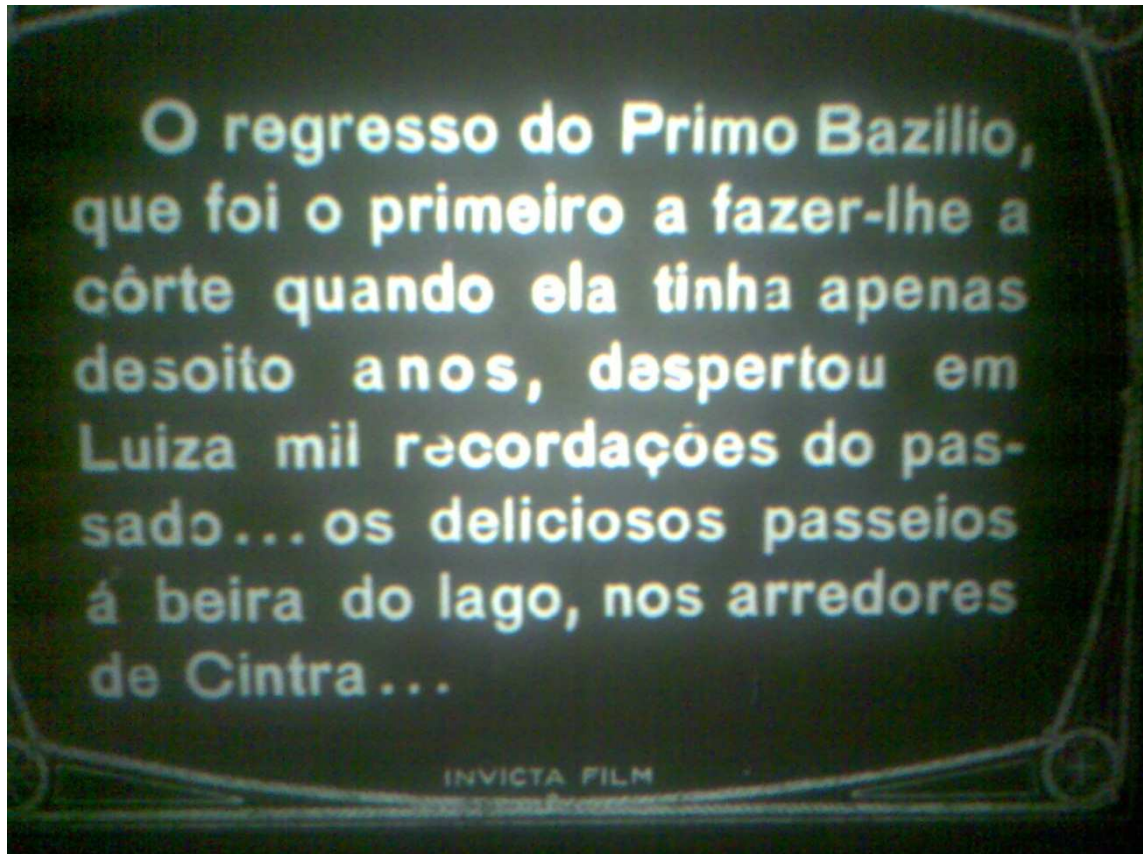 O regresso do Primo Bazilio,
que foi o primeiro a fazer-lhe a
côrte quando ela tinha apenas
desoito anos, despertou em
Luiza mil recordações do pas-
sado... os deliciosos passeios
á beira do lago, nos arredores
de Cintra...
INVICTA FILM